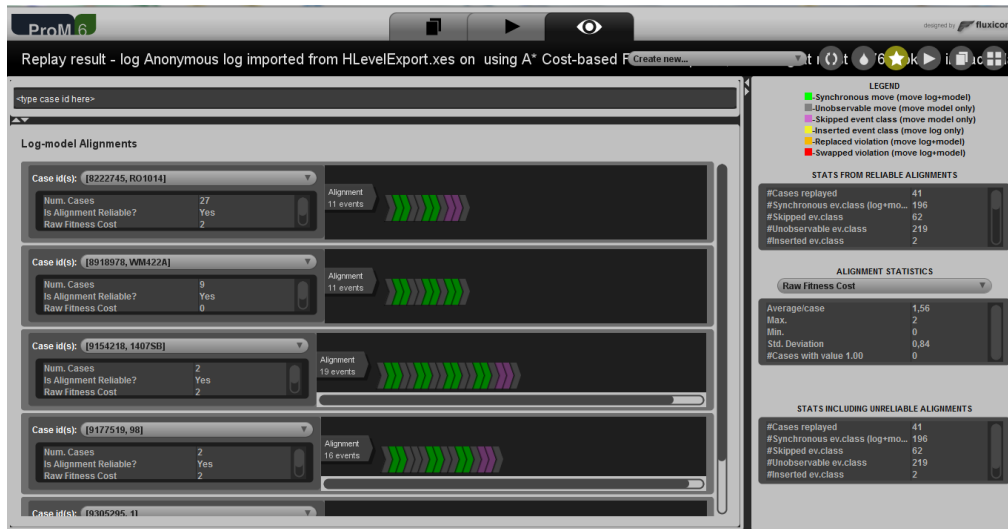 ProM 6
designed by fluxicon
Replay result - log Anonymous log imported from HLevelExport.xes on using A* Cost-based F
Create new...
<type case id here>
Log-model Alignments
Case id(s): [8222745, RO1014]
Num. Cases 27
Is Alignment Reliable? Yes
Raw Fitness Cost 2
Alignment
11 events
Case id(s): [8918978, WM422A]
Num. Cases 9
Is Alignment Reliable? Yes
Raw Fitness Cost 0
Alignment
11 events
Case id(s): [9154218, 1407SB]
Num. Cases 2
Is Alignment Reliable? Yes
Raw Fitness Cost 2
Alignment
19 events
Case id(s): [9177519, 98]
Num. Cases 2
Is Alignment Reliable? Yes
Raw Fitness Cost 2
Alignment
16 events
Case id(s): [9305295, 1]
LEGEND
-Synchronous move (move log+model)
-Unobservable move (move model only)
-Skipped event class (move model only)
-Inserted event class (move log only)
-Replaced violation (move log+model)
-Swapped violation (move log+model)
STATS FROM RELIABLE ALIGNMENTS
#Cases replayed 41
#Synchronous ev.class (log+mo... 196
#Skipped ev.class 62
#Unobservable ev.class 219
#Inserted ev.class 2
ALIGNMENT STATISTICS
Raw Fitness Cost
Average/case 1,56
Max. 2
Min. 0
Std. Deviation 0,84
#Cases with value 1.00 0
STATS INCLUDING UNRELIABLE ALIGNMENTS
#Cases replayed 41
#Synchronous ev.class (log+mo... 196
#Skipped ev.class 62
#Unobservable ev.class 219
#Inserted ev.class 2